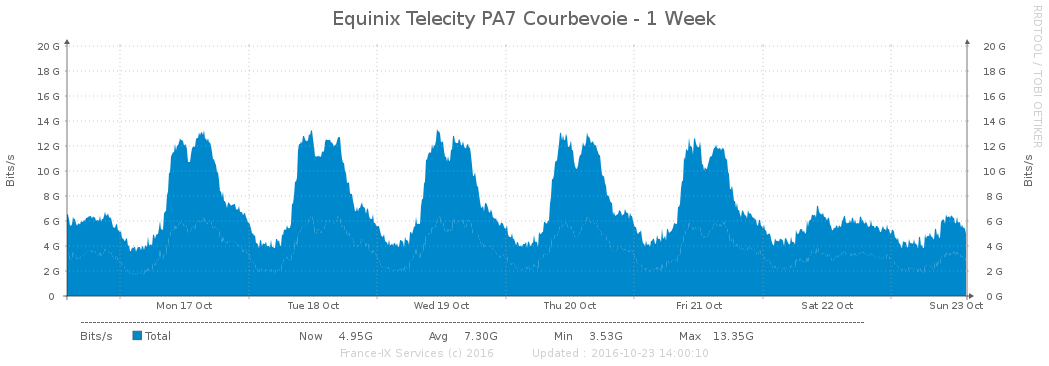 Equinix Telecity PA7 Courbevoie - 1 Week
RRDTOOL / TOBI OETIKER
Bits/s
20 G 20 G
18 G 18 G
16 G 16 G
14 G 14 G
12 G 12 G
10 G 10 G
8 G 8 G
6 G 6 G
4 G 4 G
2 G 2 G
0 0 G
Bits/s
Mon 17 Oct Tue 18 Oct Wed 19 Oct Thu 20 Oct Fri 21 Oct Sat 22 Oct Sun 23 Oct
Bits/s Total Now 4.95G Avg 7.30G Min 3.53G Max 13.35G
France-IX Services (c) 2016 Updated : 2016-10-23 14:00:10